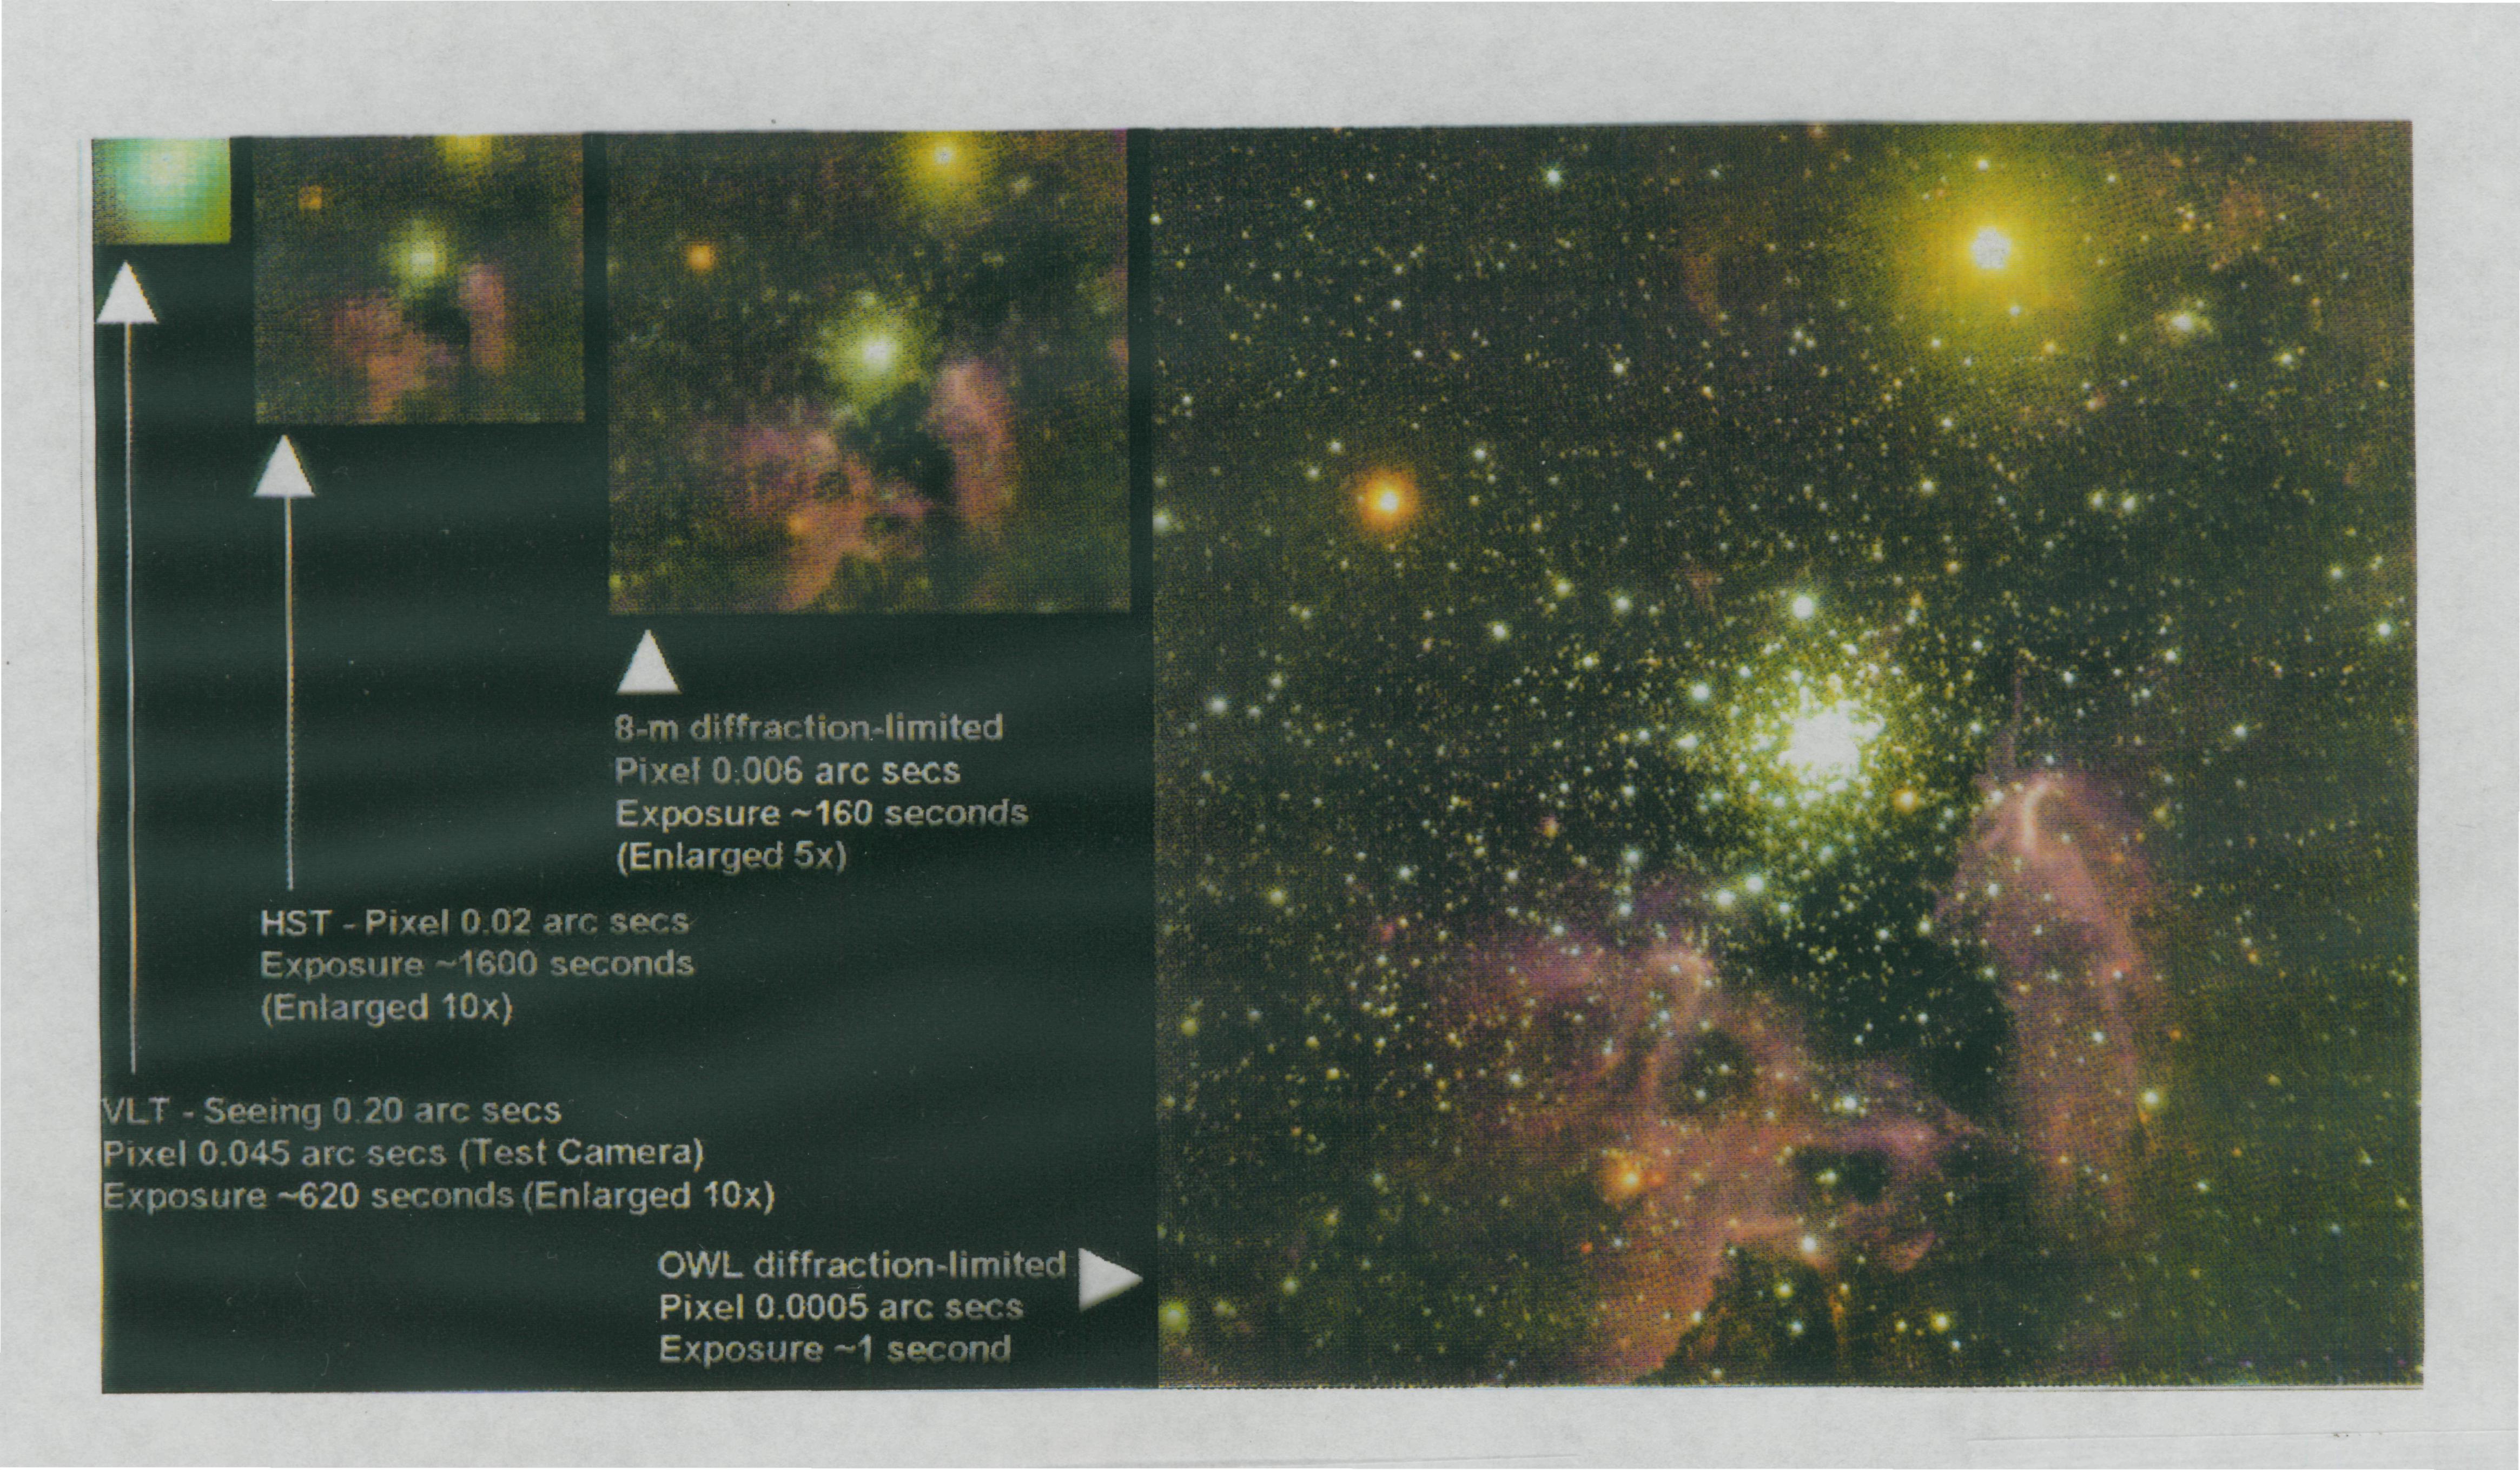 8-m diffraction-limited
Pixel 0.006 arc secs
Exposure ~160 seconds
(Enlarged 5x)
HST - Pixel 0.02 arc secs
Exposure ~1600 seconds
(Enlarged 10x)
VLT - Seeing 0.20 arc secs
Pixel 0.045 arc secs (Test Camera)
Exposure ~620 seconds (Enlarged 10x)
OWL diffraction-limited
Pixel 0.0005 arc secs
Exposure ~1 second